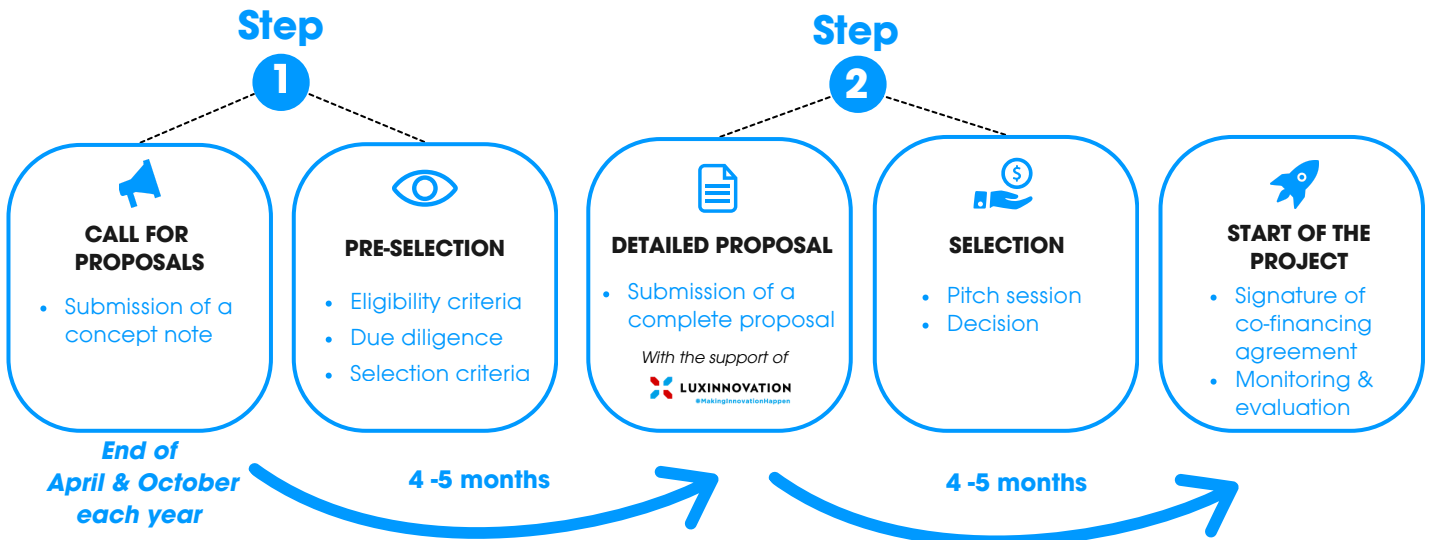 Step
1
Step
2
CALL FOR
PROPOSALS
• Submission of a
concept note
PRE-SELECTION
• Eligibility criteria
• Due diligence
• Selection criteria
DETAILED PROPOSAL
• Submission of a
complete proposal
With the support of
LUXINNOVATION
#MakingInnovationHappen
SELECTION
• Pitch session
• Decision
START OF THE
PROJECT
• Signature of
co-financing
agreement
• Monitoring &
evaluation
End of
April & October
each year
4 -5 months
4 -5 months
$